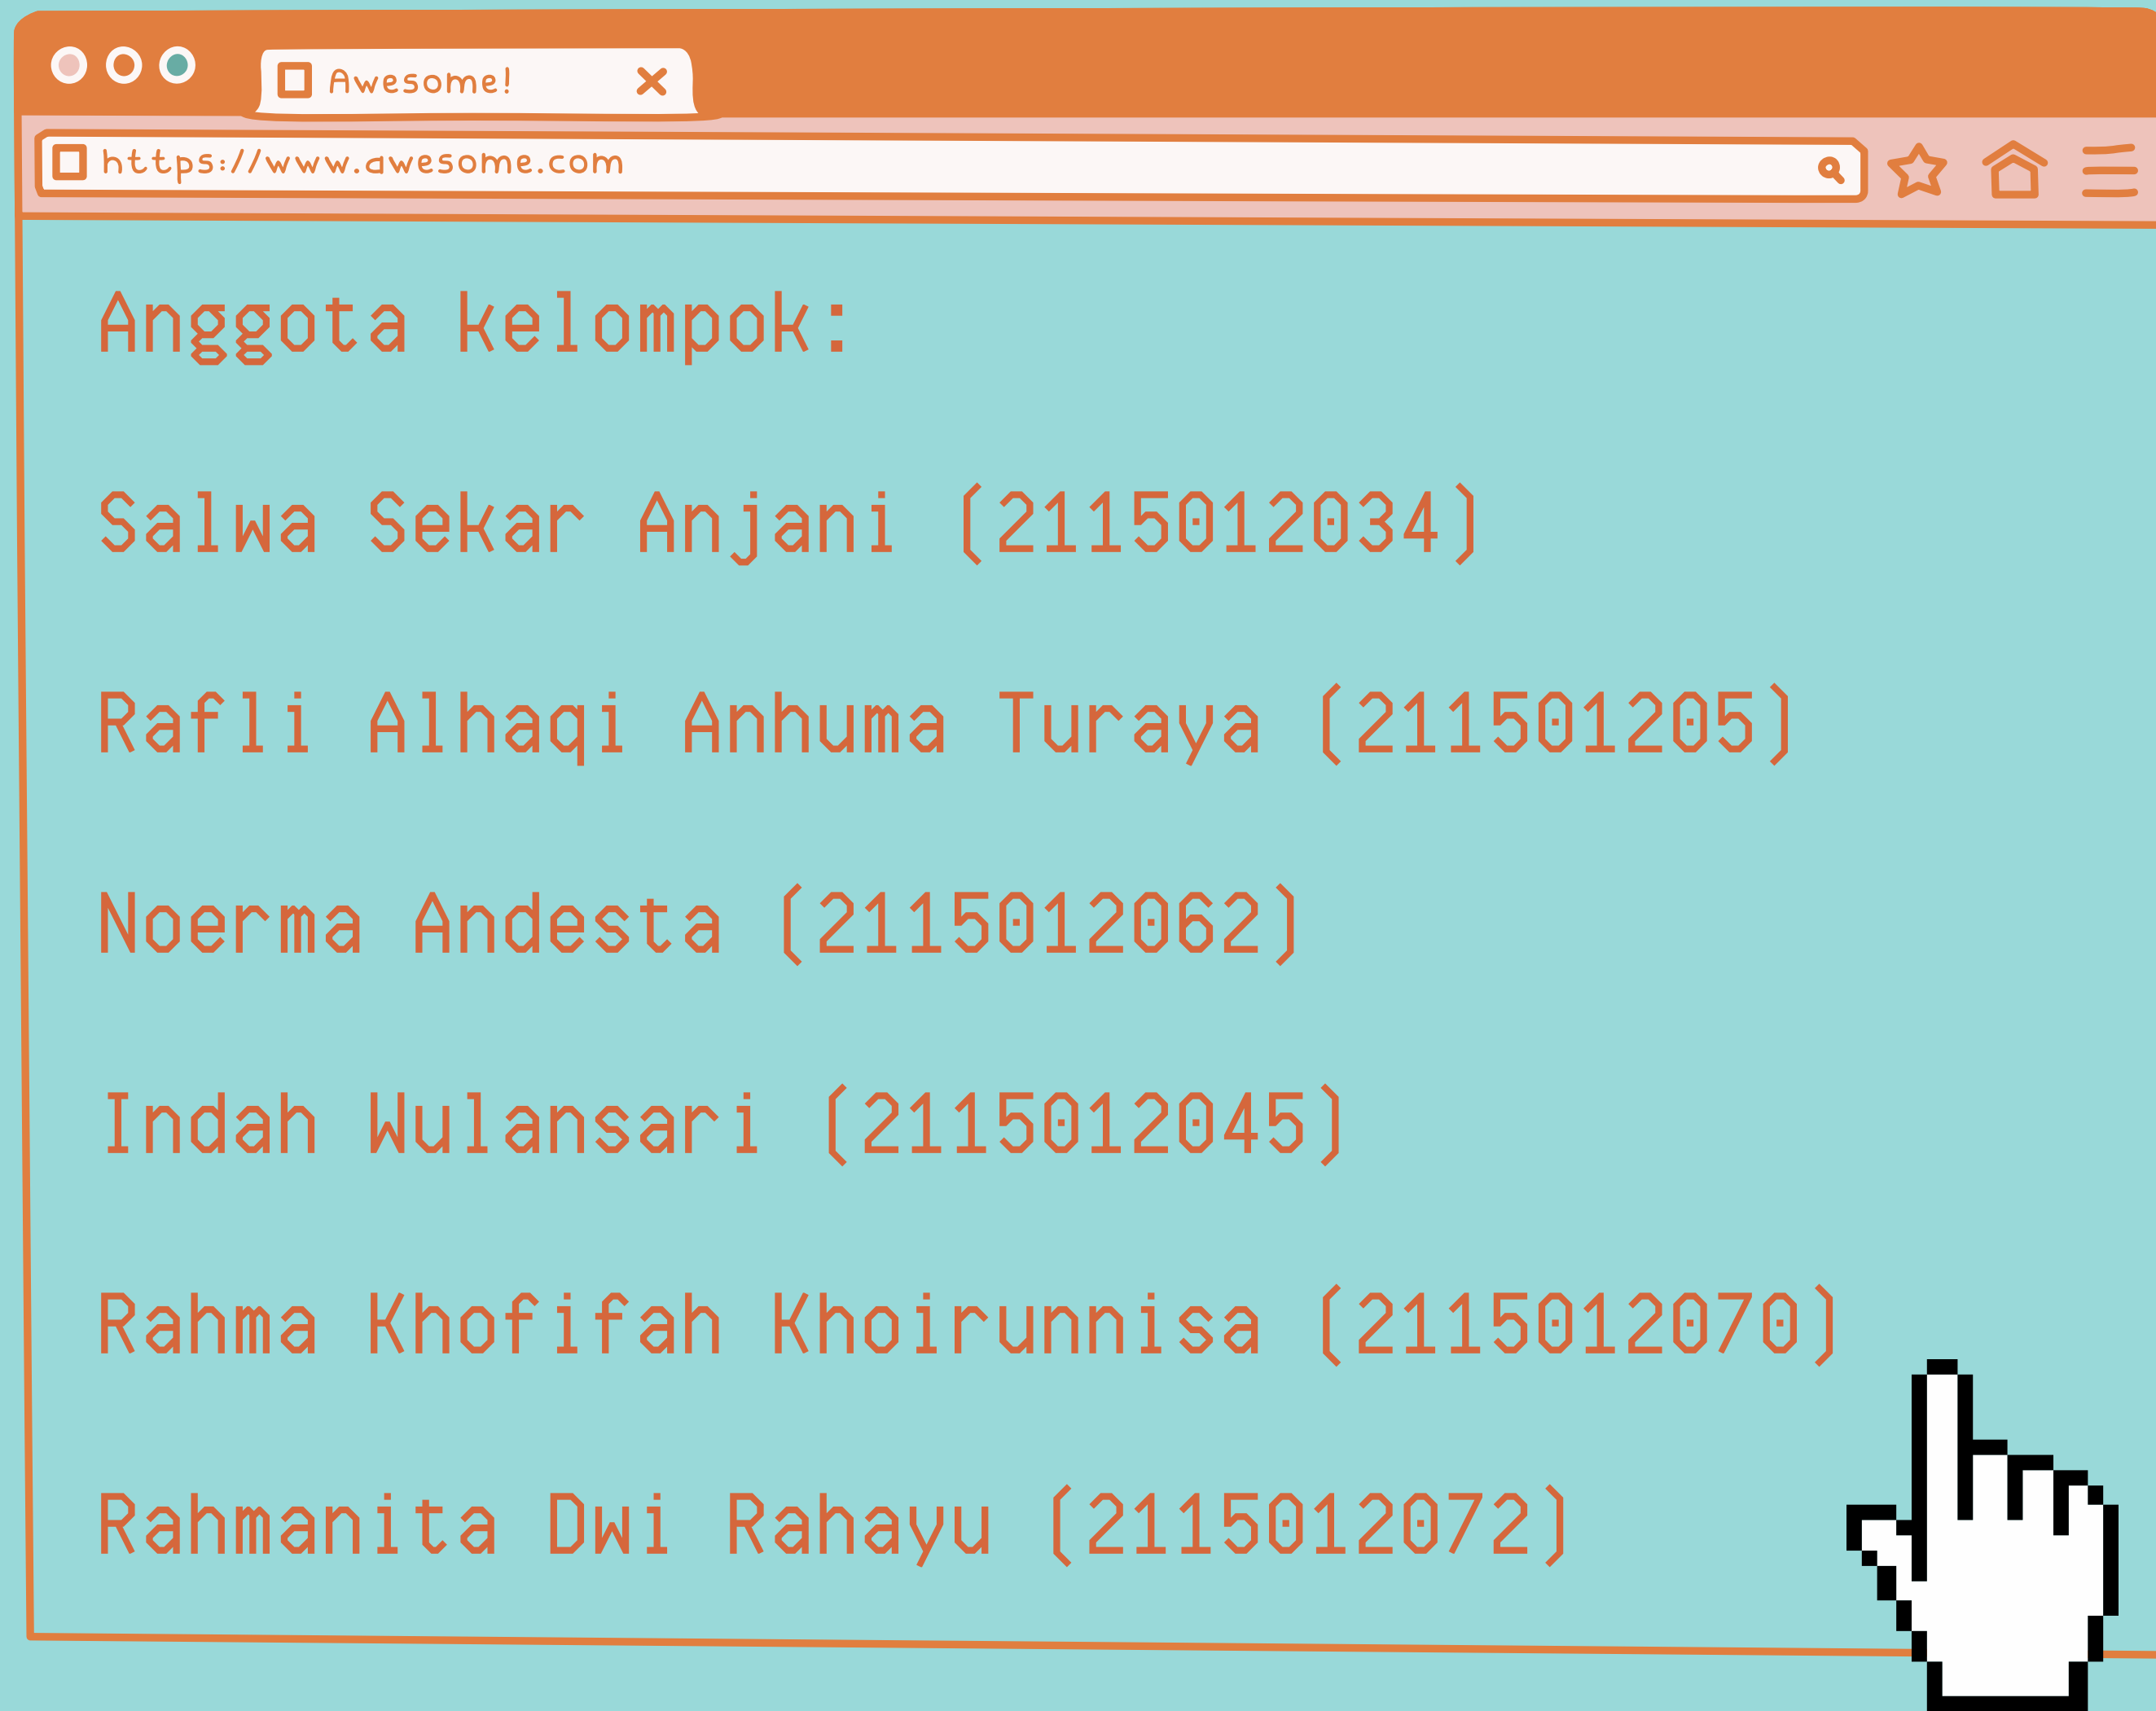 Awesome!
https://www.awesome.com
Anggota kelompok:
Salwa Sekar Anjani (2115012034)
Rafli Alhaqi Anhuma Turaya (211501205)
Noerma Andesta (2115012062)
Indah Wulansari (2115012045)
Rahma Khofifah Khoirunnisa (2115012070)
Rahmanita Dwi Rahayu (2115012072)